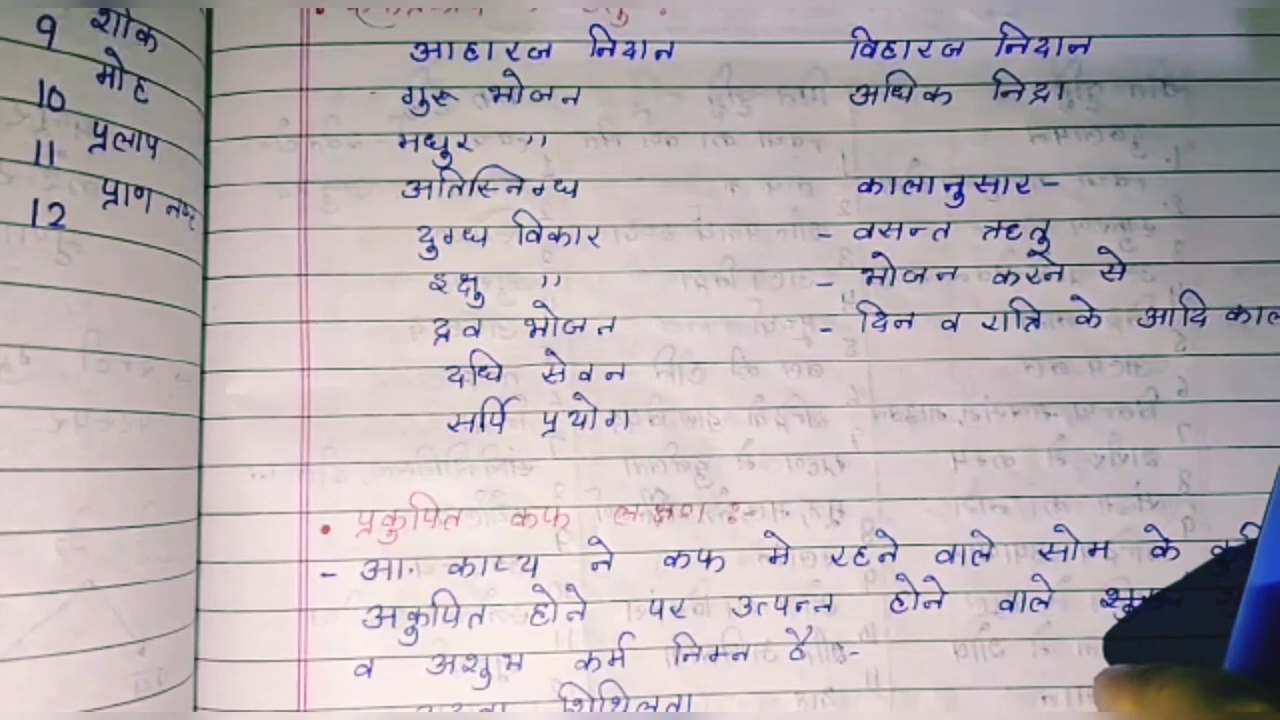 9 शोक
10 मोह
11 प्रलाप
12 प्राण
आहारज निदान विहारज निदान
गुरू भोजन अधिक निद्रा
मधुर ,,
अतिस्निग्ध कालानुसार-
दुग्ध विकार - वसन्त ऋतु
इक्षु ,, - भोजन करने से
द्रव भोजन - दिन व रात्रि के आदि काल
दधि सेवन
सर्पि प्रयोग
• प्रकुपित कफ लक्षण :-
- आ. काप्य ने कफ मे रहने वाले सोम के
अकुपित होने पर उत्पन्न होने वाले
व अशुभ कर्म निम्न है-
शिथिलता